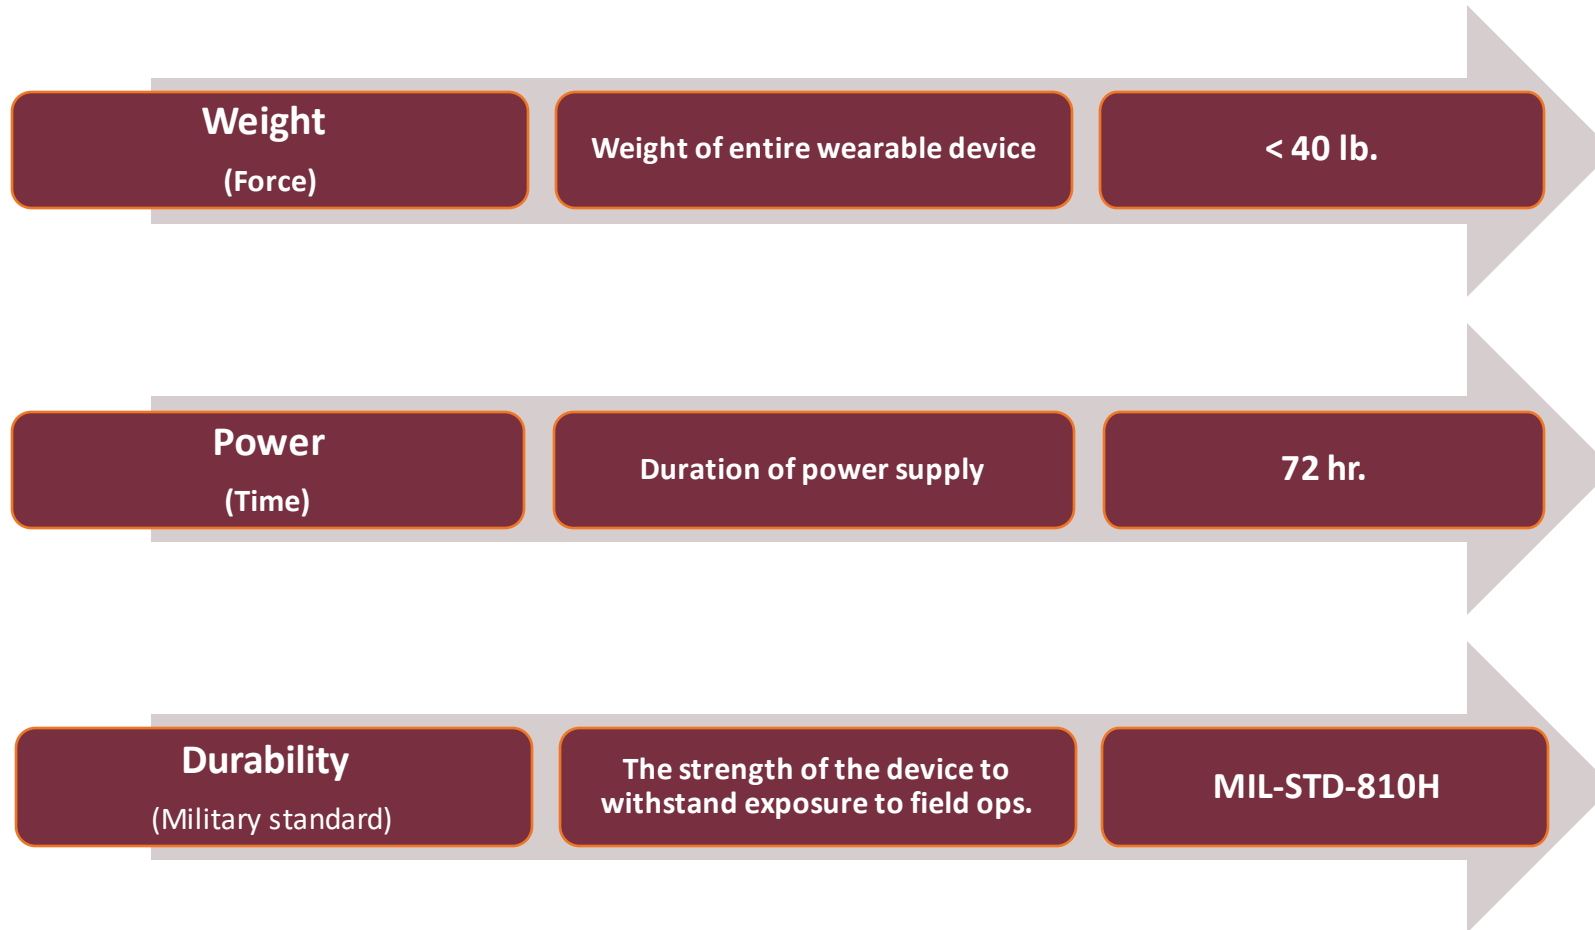 Weight
(Force)
Weight of entire wearable device
< 40 lb.
Power
(Time)
Duration of power supply
72 hr.
Durability
(Military standard)
The strength of the device to
withstand exposure to field ops.
MIL-STD-810H